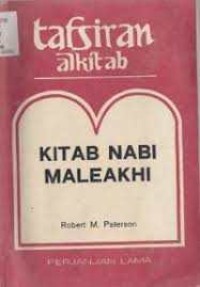 tafsiran
alkitab
KITAB NABI
MALEAKHI
Robert M. Paterson
PERJANJIAN LAMA